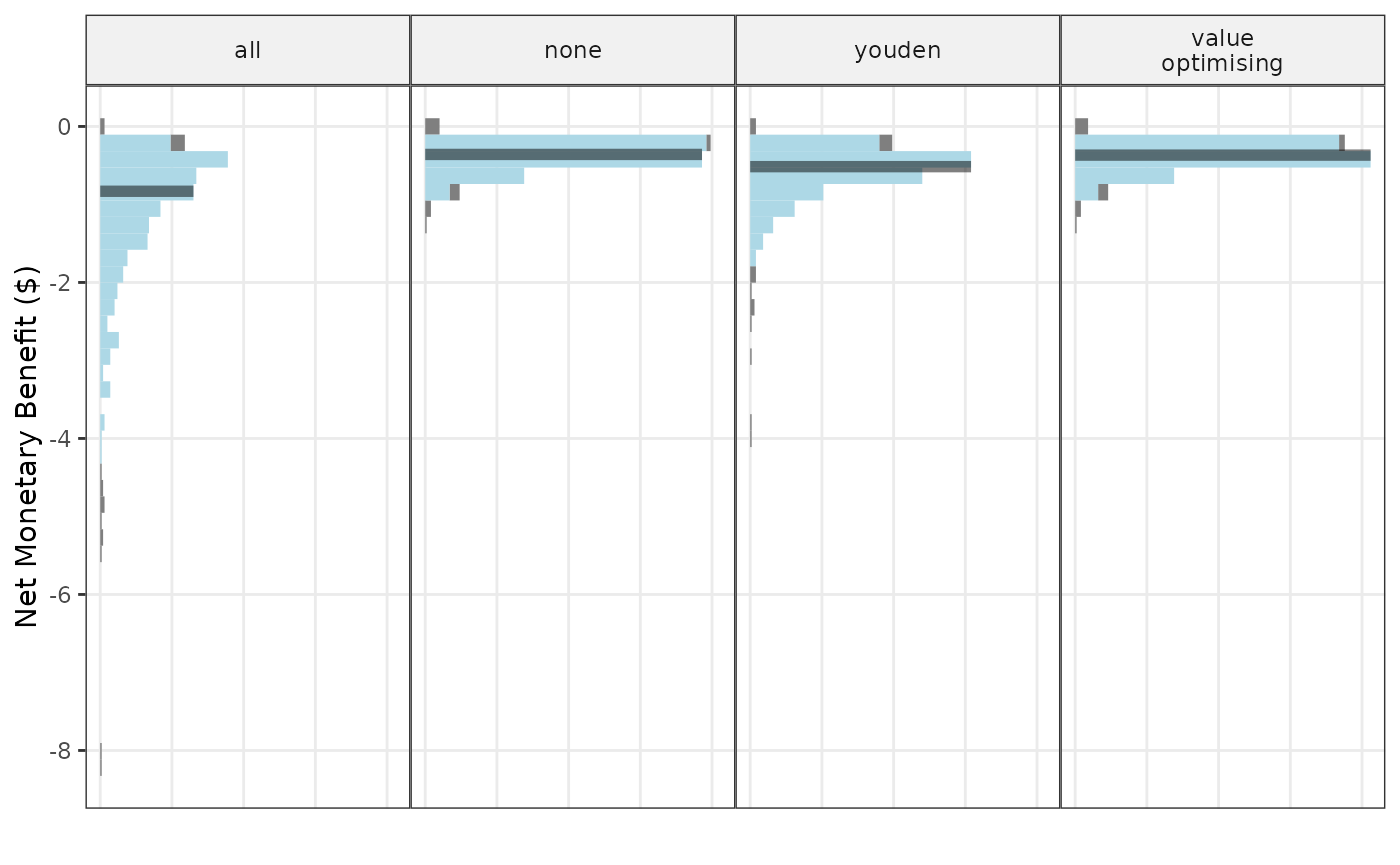 all
none
youden
value
optimising
Net Monetary Benefit ($)
0
-2
-4
-6
-8